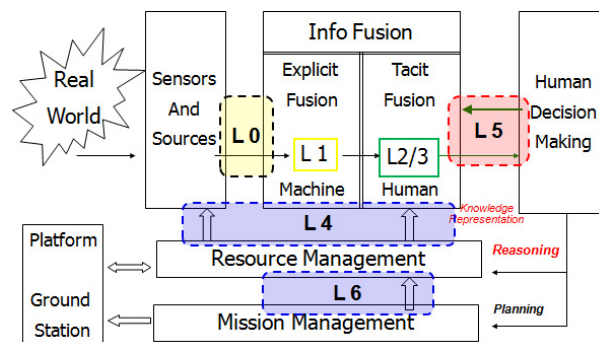 Info Fusion
Real
World
Sensors
And
Sources
L 0
Explicit
Fusion
L 1
Machine
Tacit
Fusion
L2/3
Human
L 5
Human
Decision
Making
Knowledge
Representation
L 4
Platform
Ground
Station
Resource Management
Reasoning
L 6
Planning
Mission Management